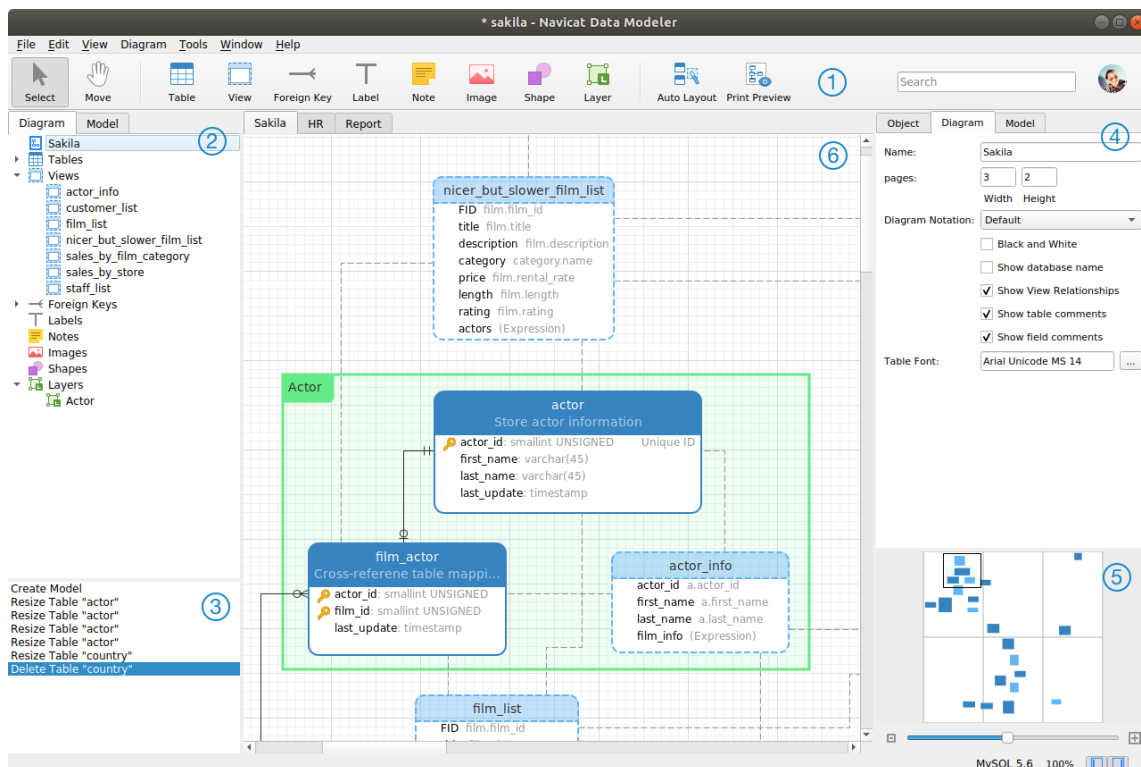 * sakila - Navicat Data Modeler
File Edit View Diagram Tools Window Help
Select Move Table View Foreign Key Label Note Image Shape Layer Auto Layout Print Preview
1
Search
Diagram Model
2
Sakila
Tables
Views
actor_info
customer_list
film_list
nicer_but_slower_film_list
sales_by_film_category
sales_by_store
staff_list
Foreign Keys
Labels
Notes
Images
Shapes
Layers
Actor
Create Model
Resize Table "actor"
Resize Table "actor"
Resize Table "actor"
Resize Table "actor"
Resize Table "country"
Delete Table "country"
3
Sakila HR Report
6
nicer_but_slower_film_list
FID film.film_id
title film.title
description film.description
category category.name
price film.rental_rate
length film.length
rating film.rating
actors (Expression)
Actor
actor
Store actor information
actor_id: smallint UNSIGNED Unique ID
first_name: varchar(45)
last_name: varchar(45)
last_update: timestamp
film_actor
Cross-referene table mappi...
actor_id: smallint UNSIGNED
film_id: smallint UNSIGNED
last_update: timestamp
actor_info
actor_id a.actor_id
first_name a.first_name
last_name a.last_name
film_info (Expression)
film_list
FID film.film_id
Object Diagram Model
4
Name: Sakila
pages: 3 2
Width Height
Diagram Notation: Default
Black and White
Show database name
Show View Relationships
Show table comments
Show field comments
Table Font: Arial Unicode MS 14 ...
5
MySQL 5.6 100%